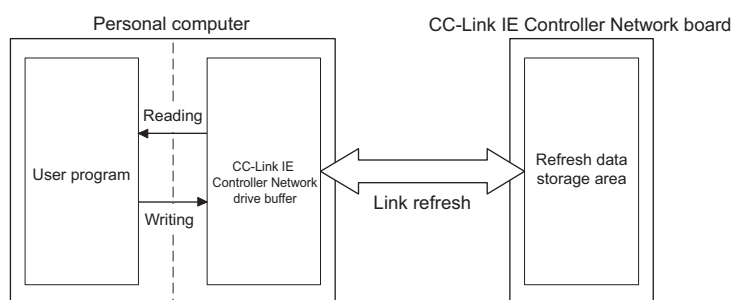 Personal computer
CC-Link IE Controller Network board
Reading
User program
Writing
CC-Link IE
Controller Network
drive buffer
Link refresh
Refresh data
storage area